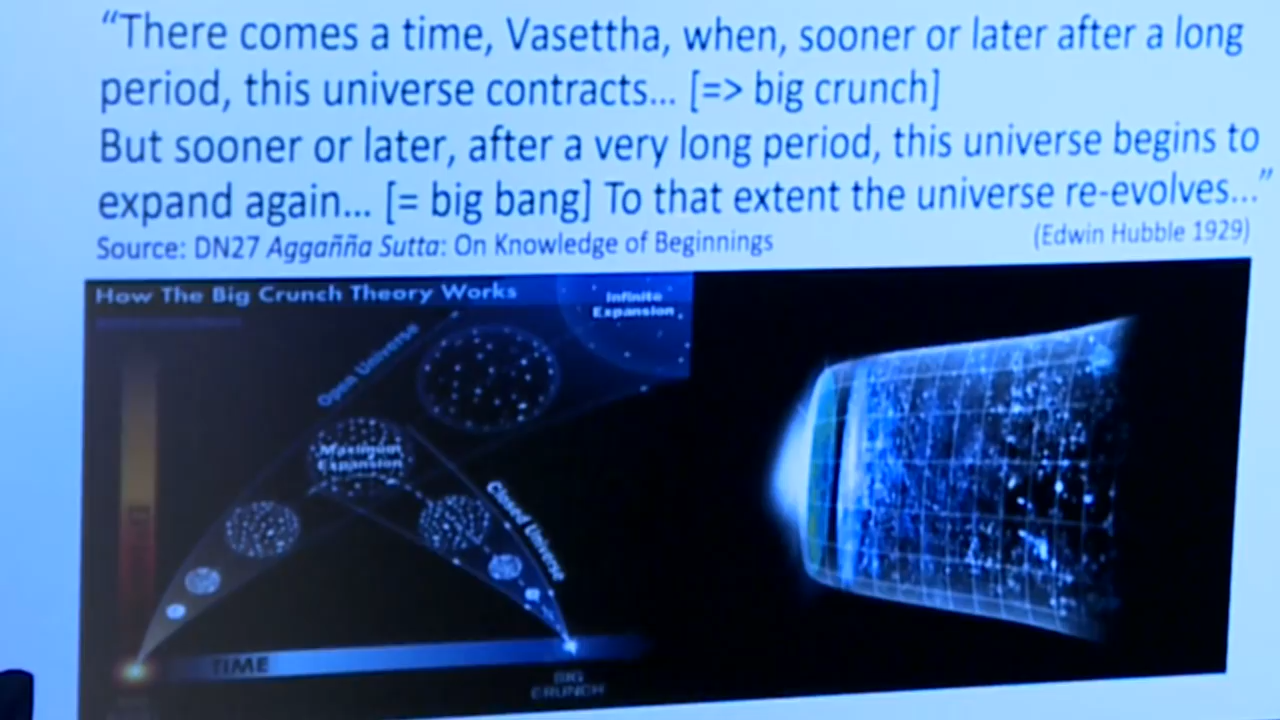 “There comes a time, Vasettha, when, sooner or later after a long
period, this universe contracts... [=> big crunch]
But sooner or later, after a very long period, this universe begins to
expand again... [= big bang] To that extent the universe re-evolves...”
Source: DN27 Aggañña Sutta: On Knowledge of Beginnings
(Edwin Hubble 1929)
How The Big Crunch Theory Works
Infinite
Expansion
Open Universe
Maximum
Expansion
Closed Universe
TIME
BIG
CRUNCH